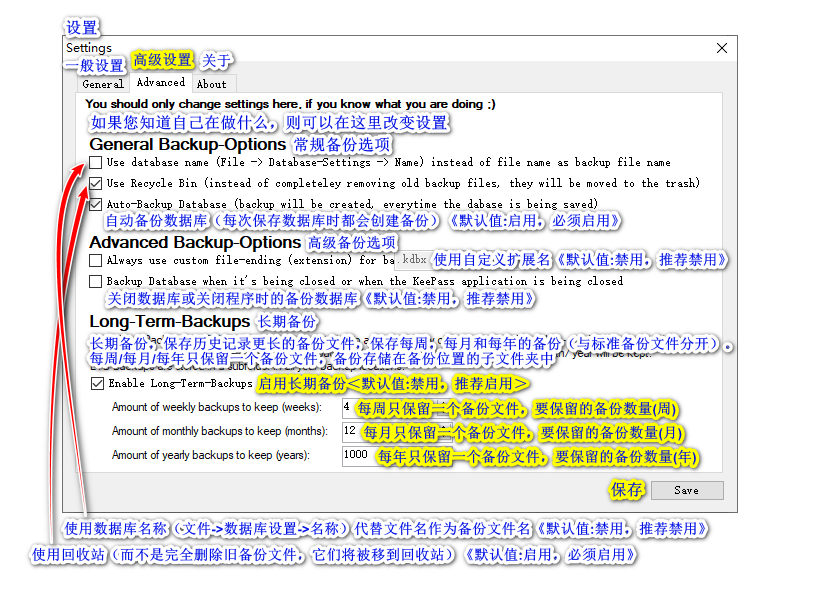 设置
Settings
一般设置 高级设置 关于
General Advanced About
You should only change settings here, if you know what you are doing ;)
如果您知道自己在做什么，则可以在这里改变设置
General Backup-Options 常规备份选项
Use database name (File -> Database-Settings -> Name) instead of file name as backup file name
Use Recycle Bin (instead of completeley removing old backup files, they will be moved to the trash)
Auto-Backup Database (backup will be created, everytime the dabase is being saved)
自动备份数据库（每次保存数据库时都会创建备份）《默认值:启用，必须启用》
Advanced Backup-Options 高级备份选项
Always use custom file-ending (extension) for ba .kdbx 使用自定义扩展名《默认值:禁用，推荐禁用》
Backup Database when it's being closed or when the KeePass application is being closed
关闭数据库或关闭程序时的备份数据库《默认值:禁用，推荐禁用》
Long-Term-Backups 长期备份
长期备份，保存历史记录更长的备份文件，保存每周，每月和每年的备份（与标准备份文件分开）。
每周/每月/每年只保留一个备份文件，备份存储在备份位置的子文件夹中
Enable Long-Term-Backups 启用长期备份＜默认值:禁用，推荐启用＞
Amount of weekly backups to keep (weeks): 4 每周只保留一个备份文件，要保留的备份数量(周)
Amount of monthly backups to keep (months): 12 每月只保留一个备份文件，要保留的备份数量(月)
Amount of yearly backups to keep (years): 1000 每年只保留一个备份文件，要保留的备份数量(年)
保存 Save
使用数据库名称（文件->数据库设置->名称）代替文件名作为备份文件名《默认值:禁用，推荐禁用》
使用回收站（而不是完全删除旧备份文件，它们将被移到回收站）《默认值:启用，必须启用》